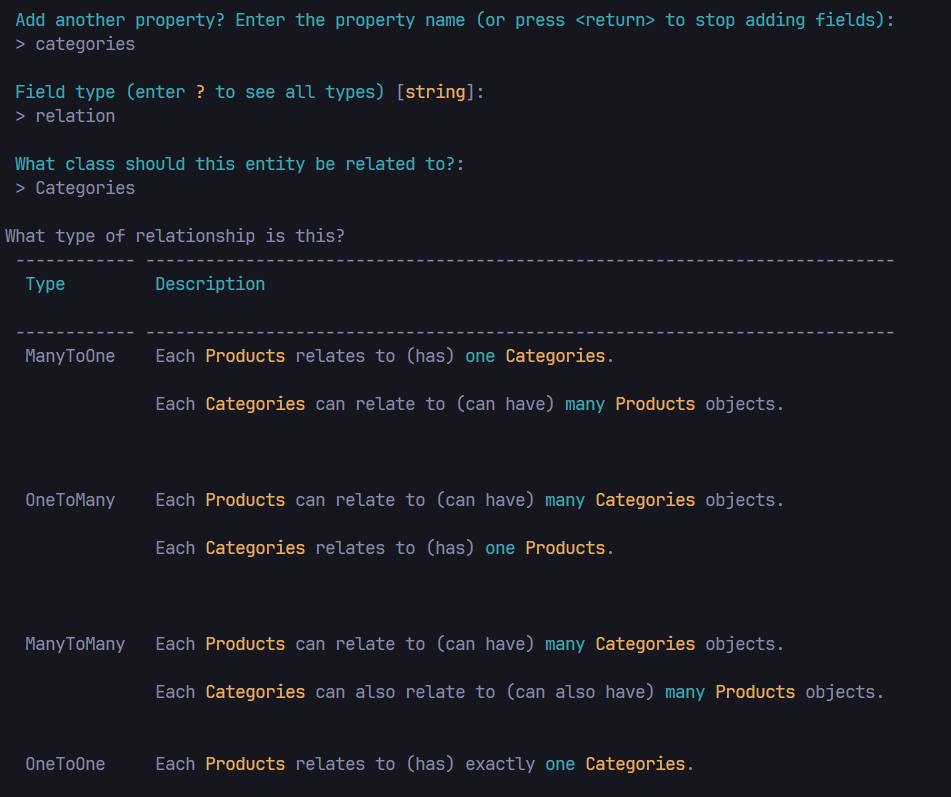 Add another property? Enter the property name (or press <return> to stop adding fields):
> categories
Field type (enter ? to see all types) [string]:
> relation
What class should this entity be related to?:
> Categories
What type of relationship is this?
------------ ---------------------------------------------------------------------------
Type Description
------------ ---------------------------------------------------------------------------
ManyToOne Each Products relates to (has) one Categories.
Each Categories can relate to (can have) many Products objects.
OneToMany Each Products can relate to (can have) many Categories objects.
Each Categories relates to (has) one Products.
ManyToMany Each Products can relate to (can have) many Categories objects.
Each Categories can also relate to (can also have) many Products objects.
OneToOne Each Products relates to (has) exactly one Categories.